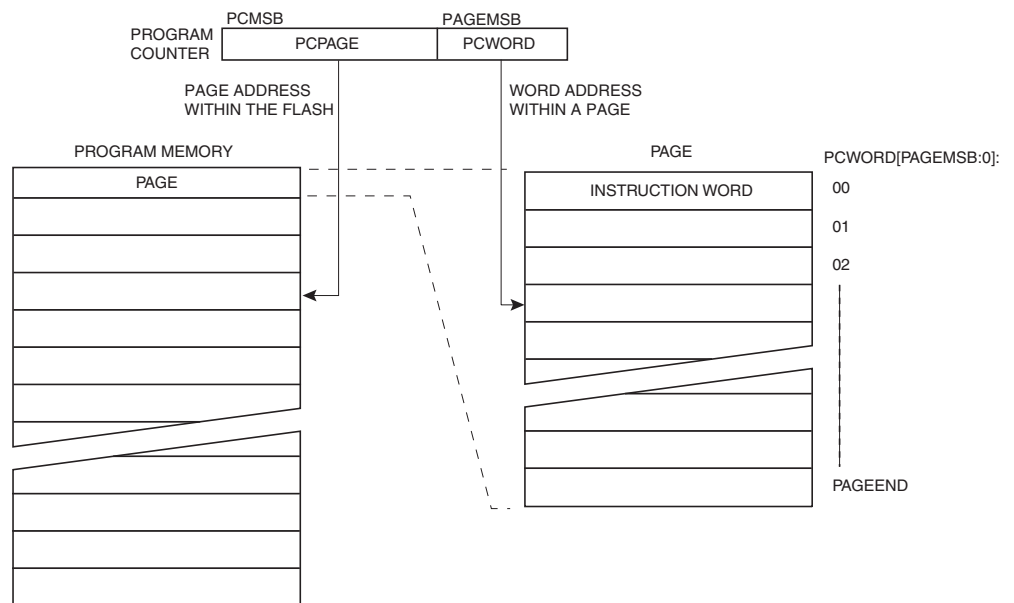 PCMSB
PAGEMSB
PROGRAM
COUNTER
PCPAGE
PCWORD
PAGE ADDRESS
WITHIN THE FLASH
WORD ADDRESS
WITHIN A PAGE
PROGRAM MEMORY
PAGE
PAGE
PCWORD[PAGEMSB:0]:
INSTRUCTION WORD
00
01
02
PAGEEND